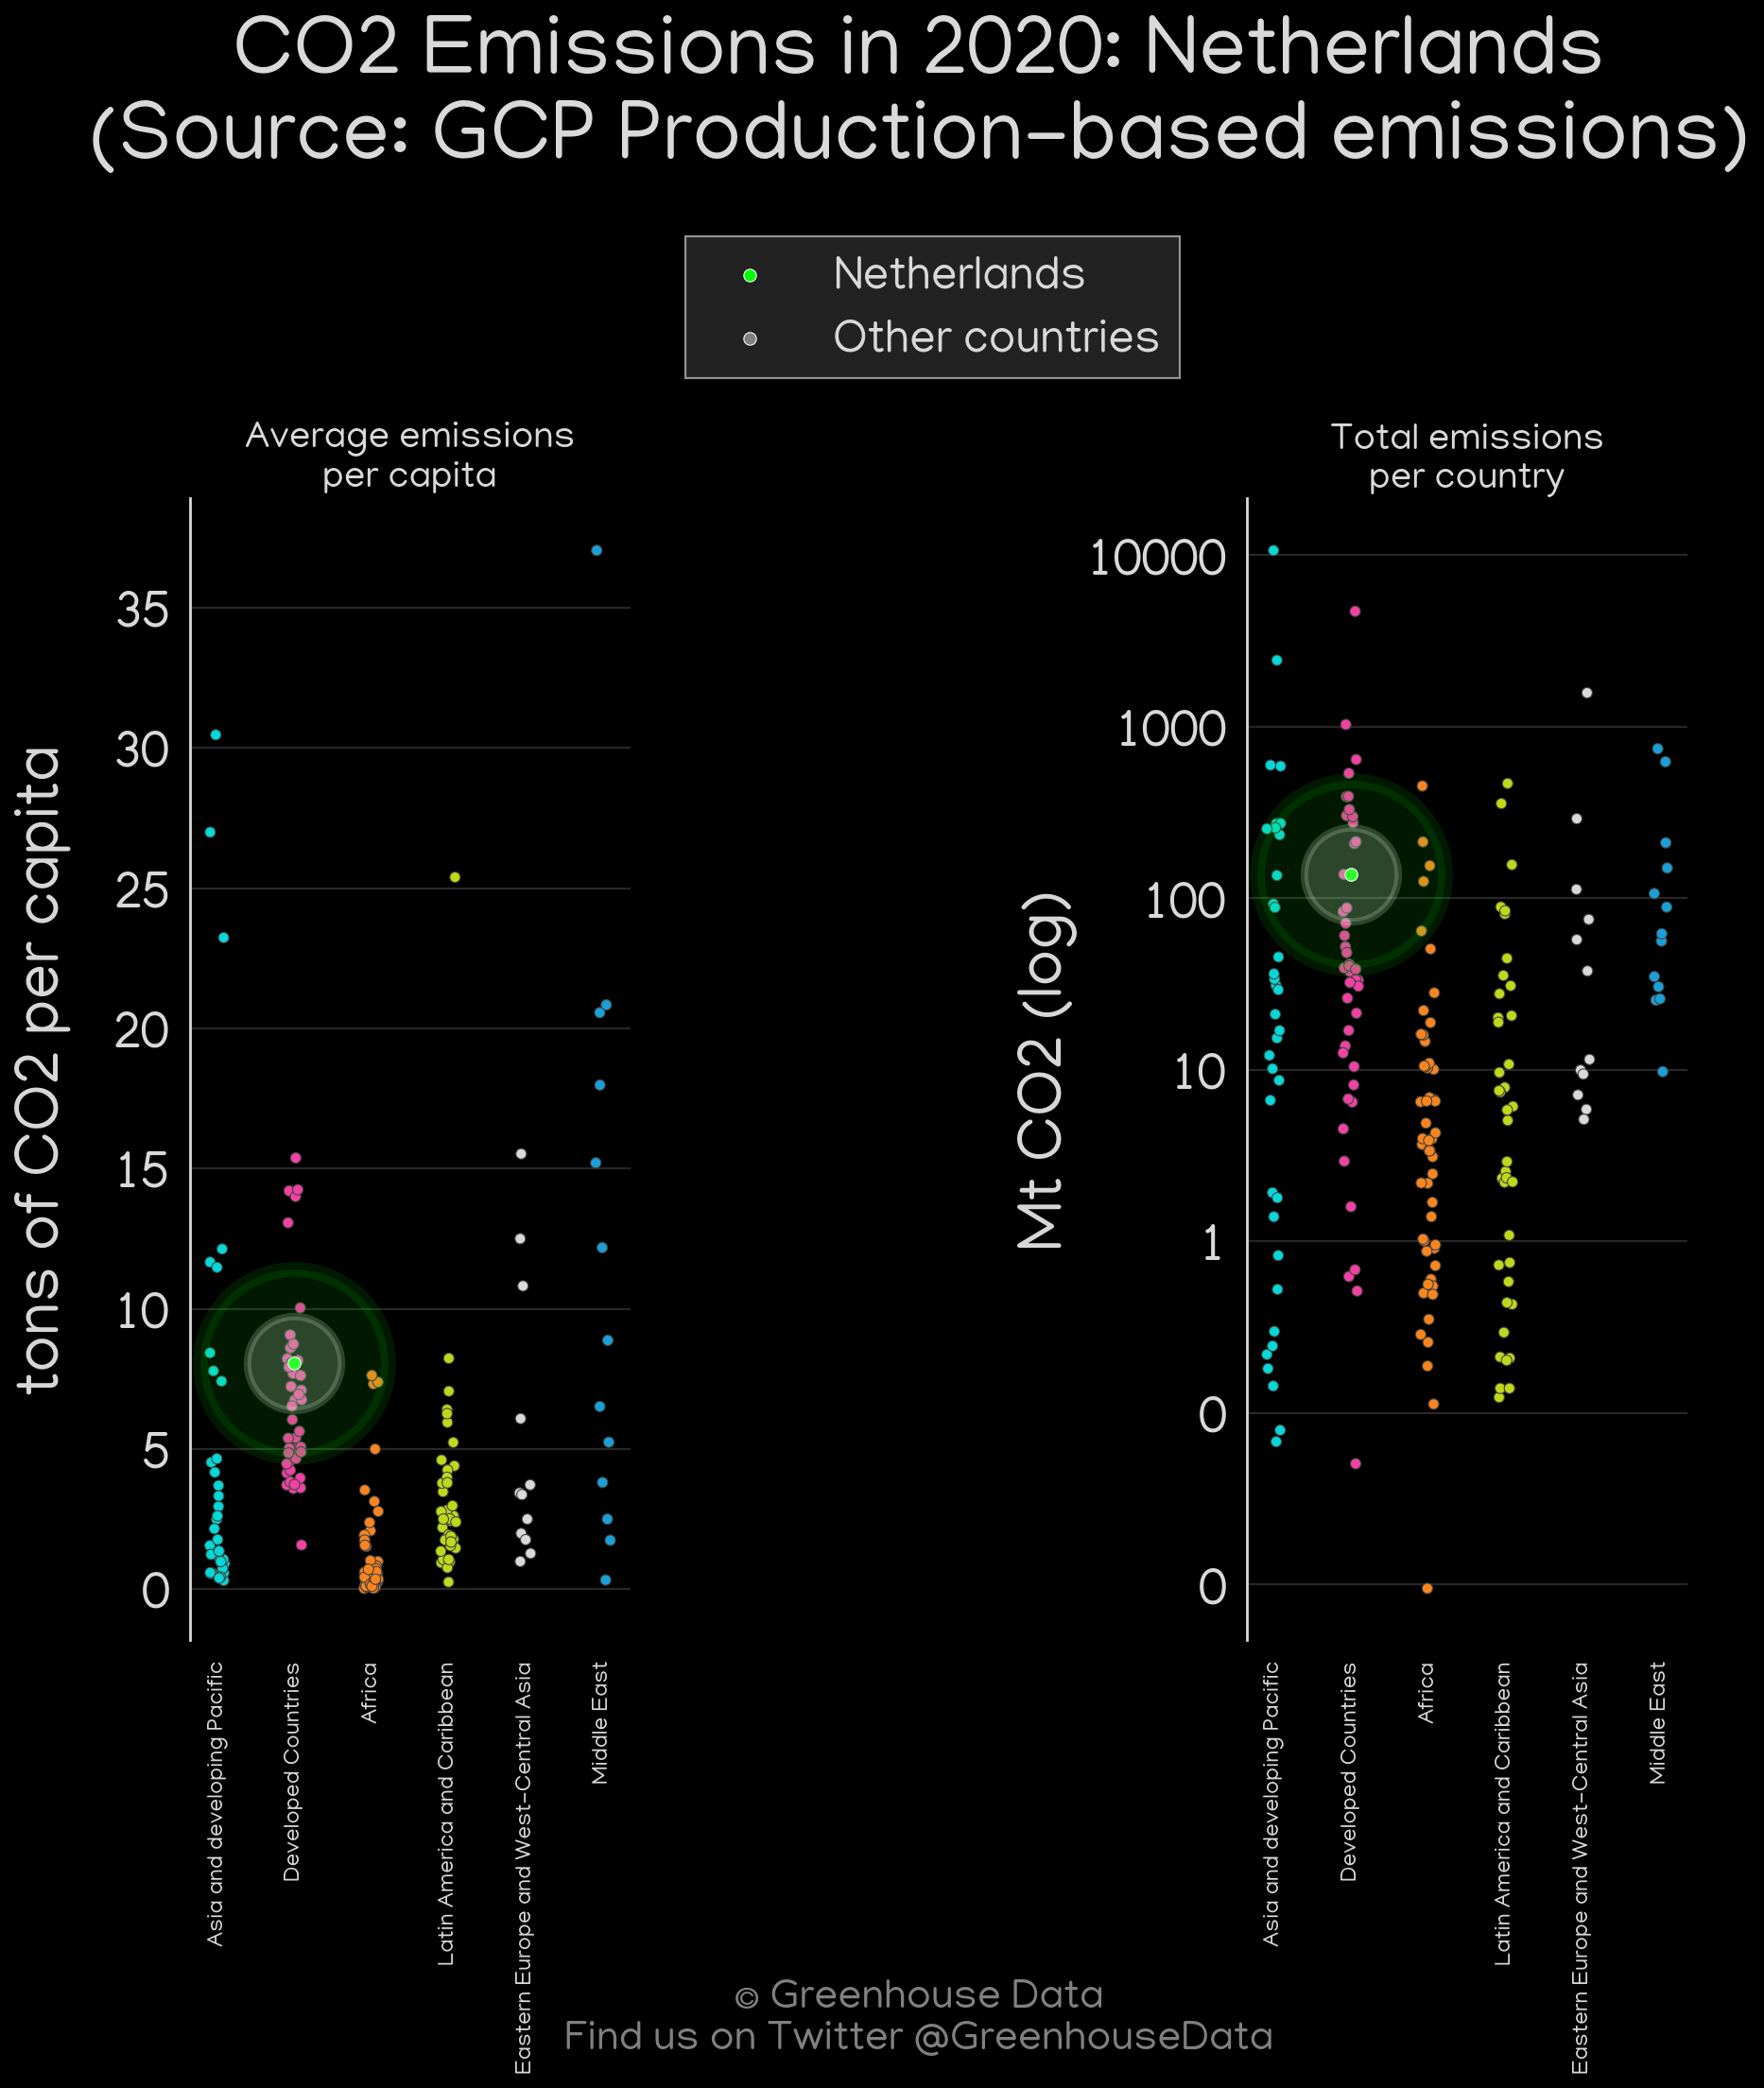 CO2 Emissions in 2020: Netherlands
(Source: GCP Production-based emissions)
Netherlands
Other countries
Average emissions
per capita
tons of CO2 per capita
35
30
25
20
15
10
5
0
Asia and developing Pacific
Developed Countries
Africa
Latin America and Caribbean
Eastern Europe and West-Central Asia
Middle East
Total emissions
per country
Mt CO2 (log)
10000
1000
100
10
1
0
0
Asia and developing Pacific
Developed Countries
Africa
Latin America and Caribbean
Eastern Europe and West-Central Asia
Middle East
© Greenhouse Data
Find us on Twitter @GreenhouseData